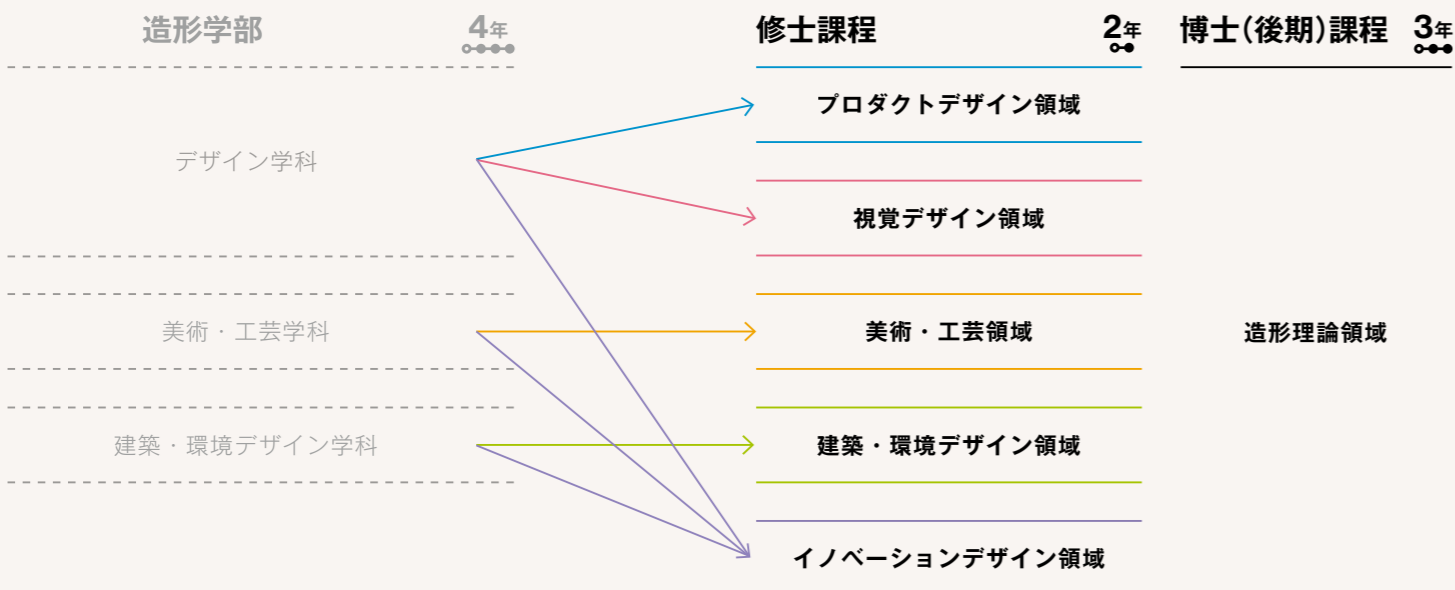 造形学部 4年
修士課程 2年
博士(後期)課程 3年
デザイン学科
美術・工芸学科
建築・環境デザイン学科
プロダクトデザイン領域
視覚デザイン領域
美術・工芸領域
建築・環境デザイン領域
イノベーションデザイン領域
造形理論領域